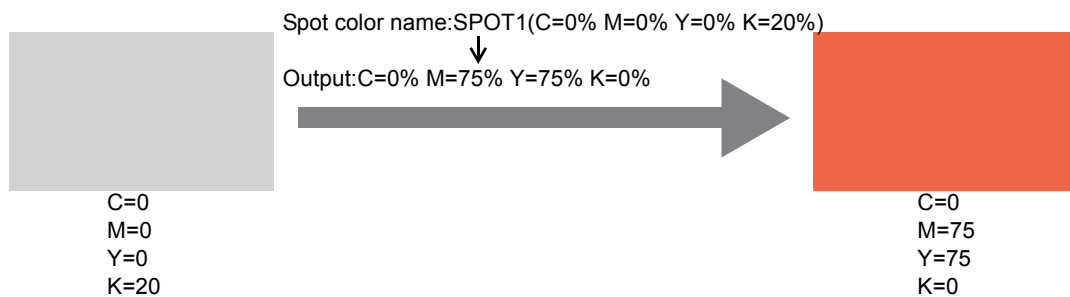 Spot color name:SPOT1(C=0% M=0% Y=0% K=20%)
Output:C=0% M=75% Y=75% K=0%
C=0
M=0
Y=0
K=20
C=0
M=75
Y=75
K=0